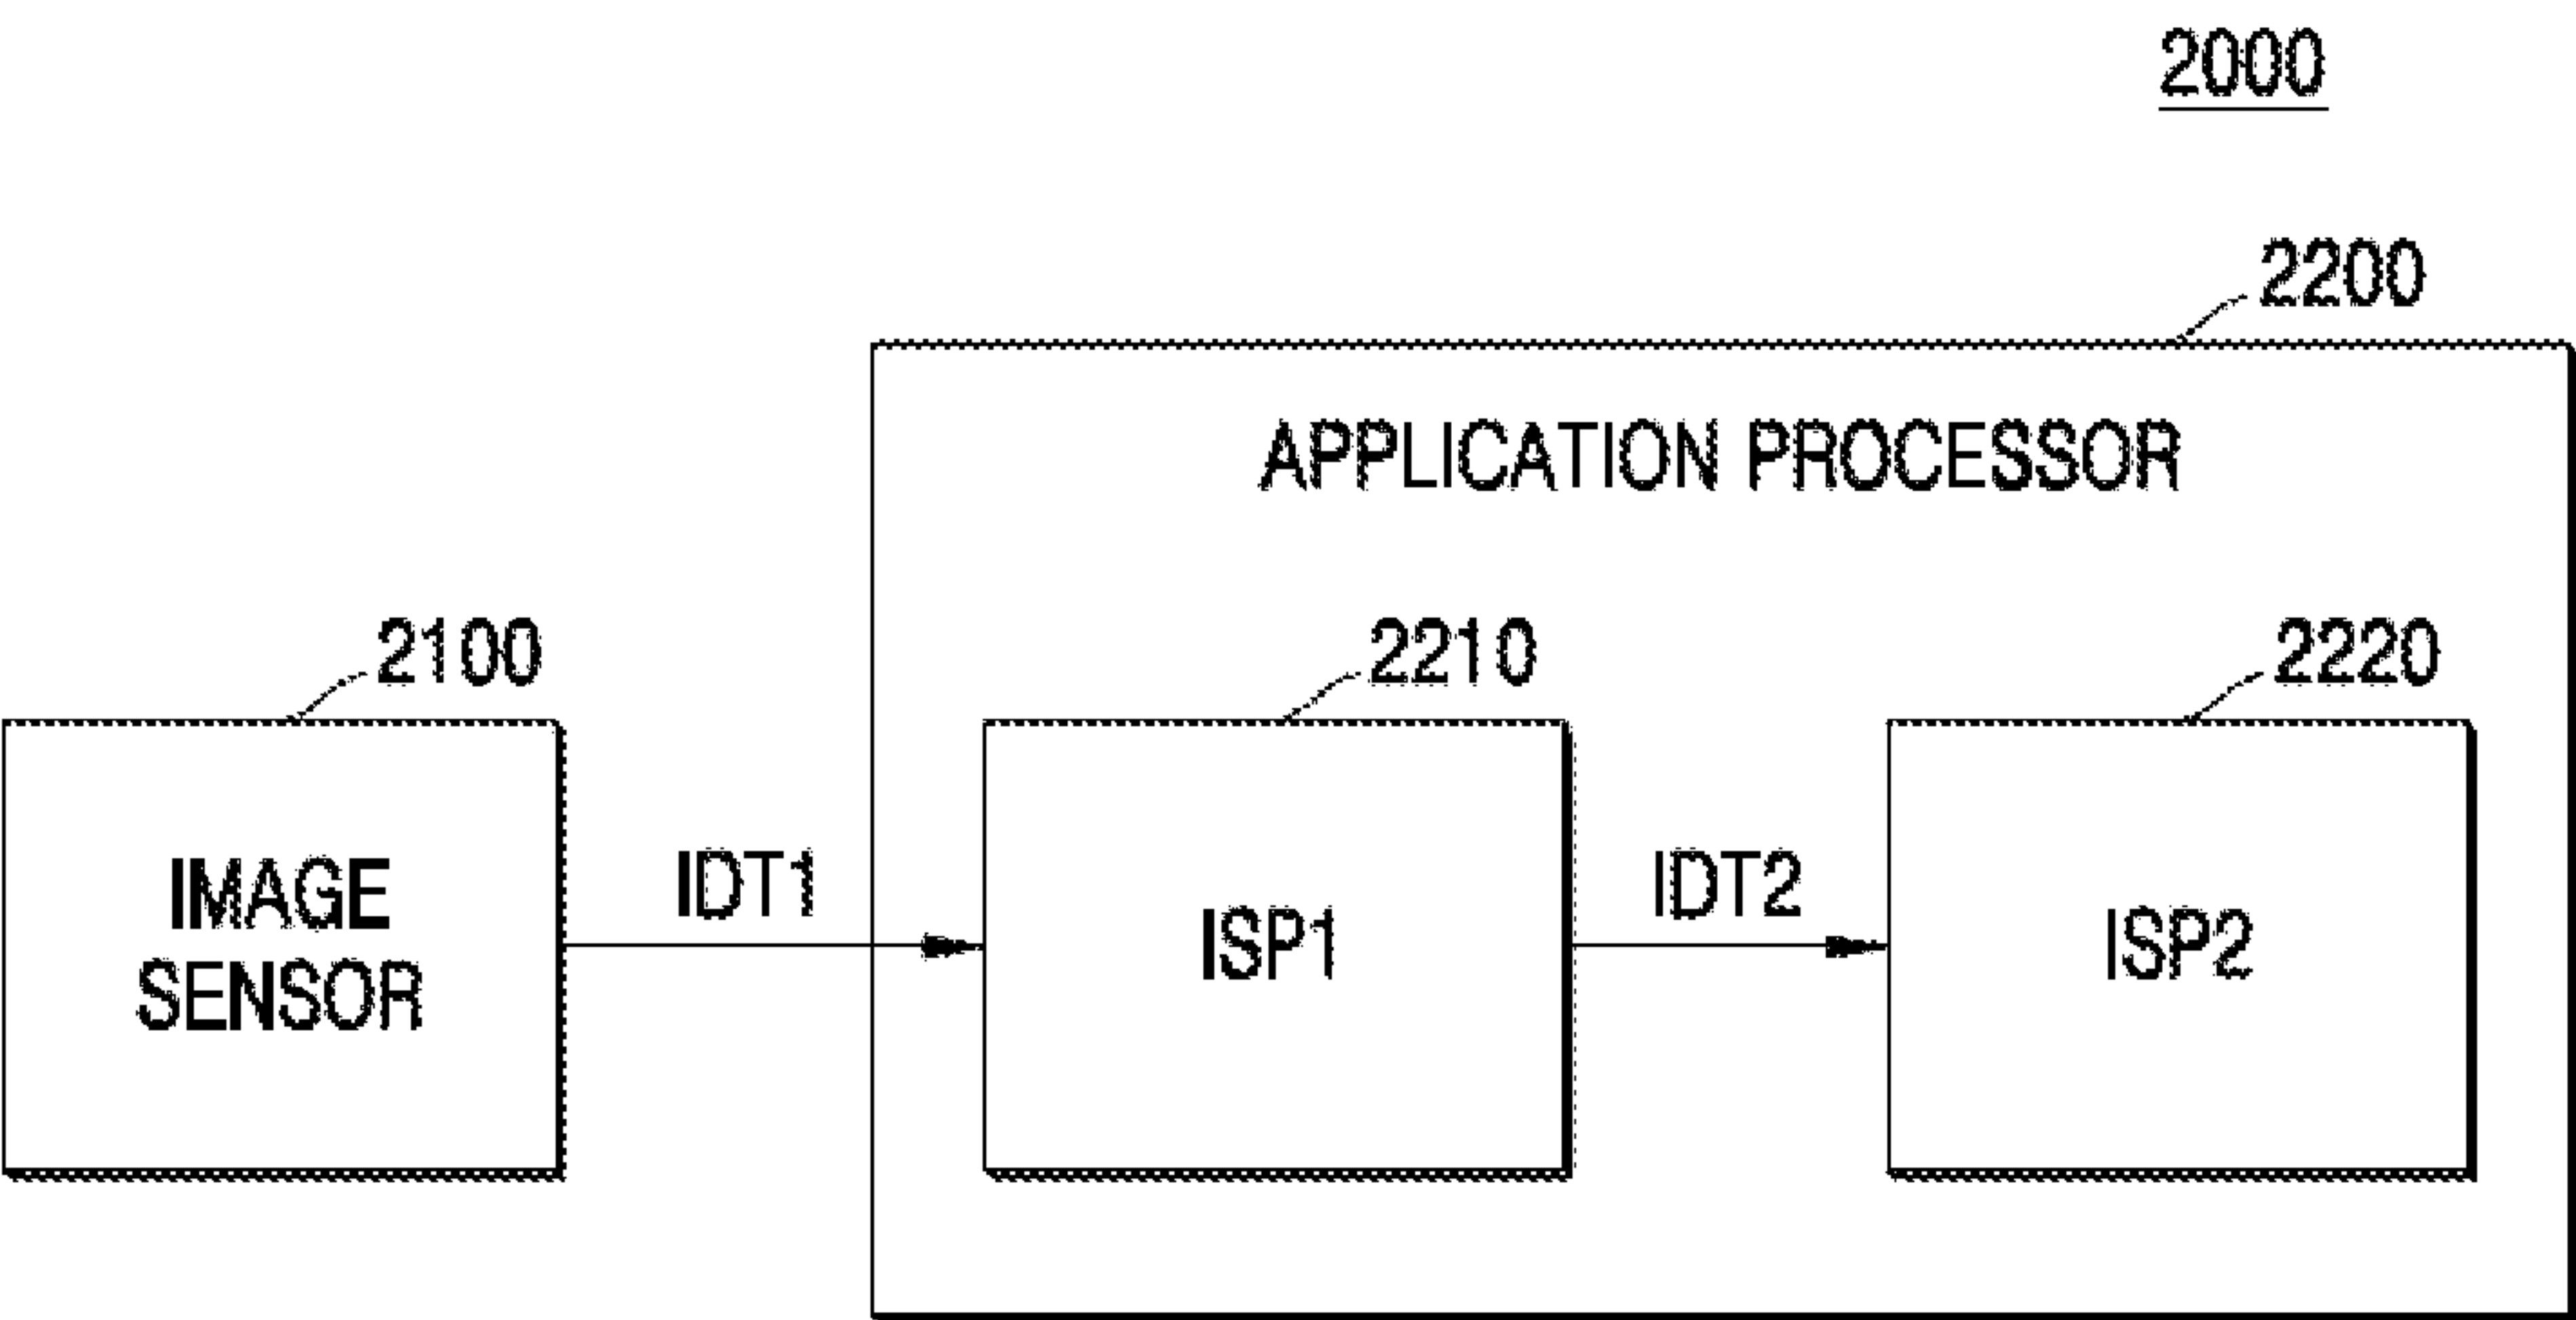 2000
2200
APPLICATION PROCESSOR
2100
2210
2220
IMAGE
SENSOR
IDT1
ISP1
IDT2
ISP2